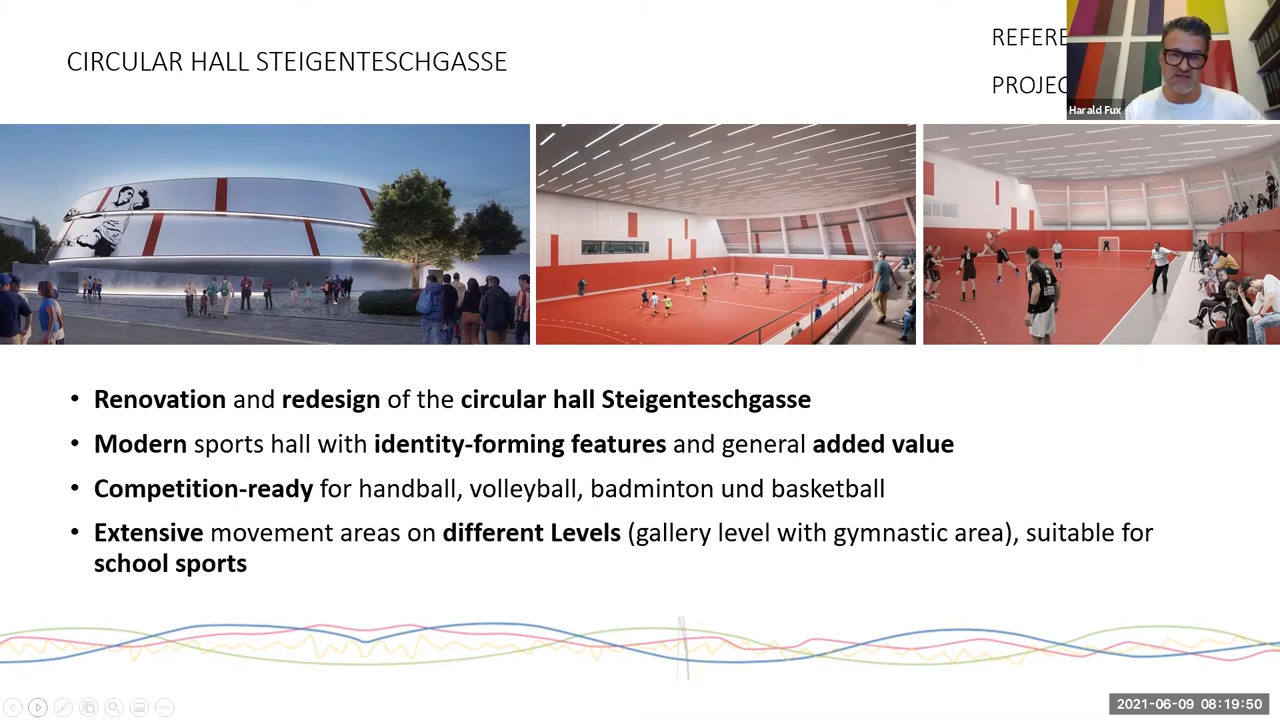 CIRCULAR HALL STEIGENTESCHGASSE
REFERE
PROJEC
Harald Fux
• Renovation and redesign of the circular hall Steigenteschgasse
• Modern sports hall with identity-forming features and general added value
• Competition-ready for handball, volleyball, badminton und basketball
• Extensive movement areas on different Levels (gallery level with gymnastic area), suitable for
school sports
2021-06-09 08:19:50